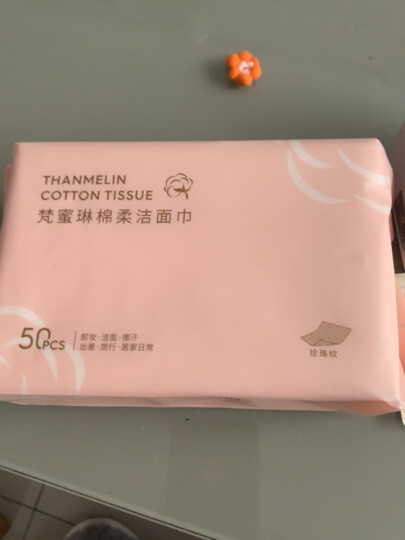 THANMELIN
COTTON TISSUE
梵蜜琳棉柔洁面巾
50PCS
卸妆·洁面·擦汗
出差·旅行·居家日常
珍珠纹